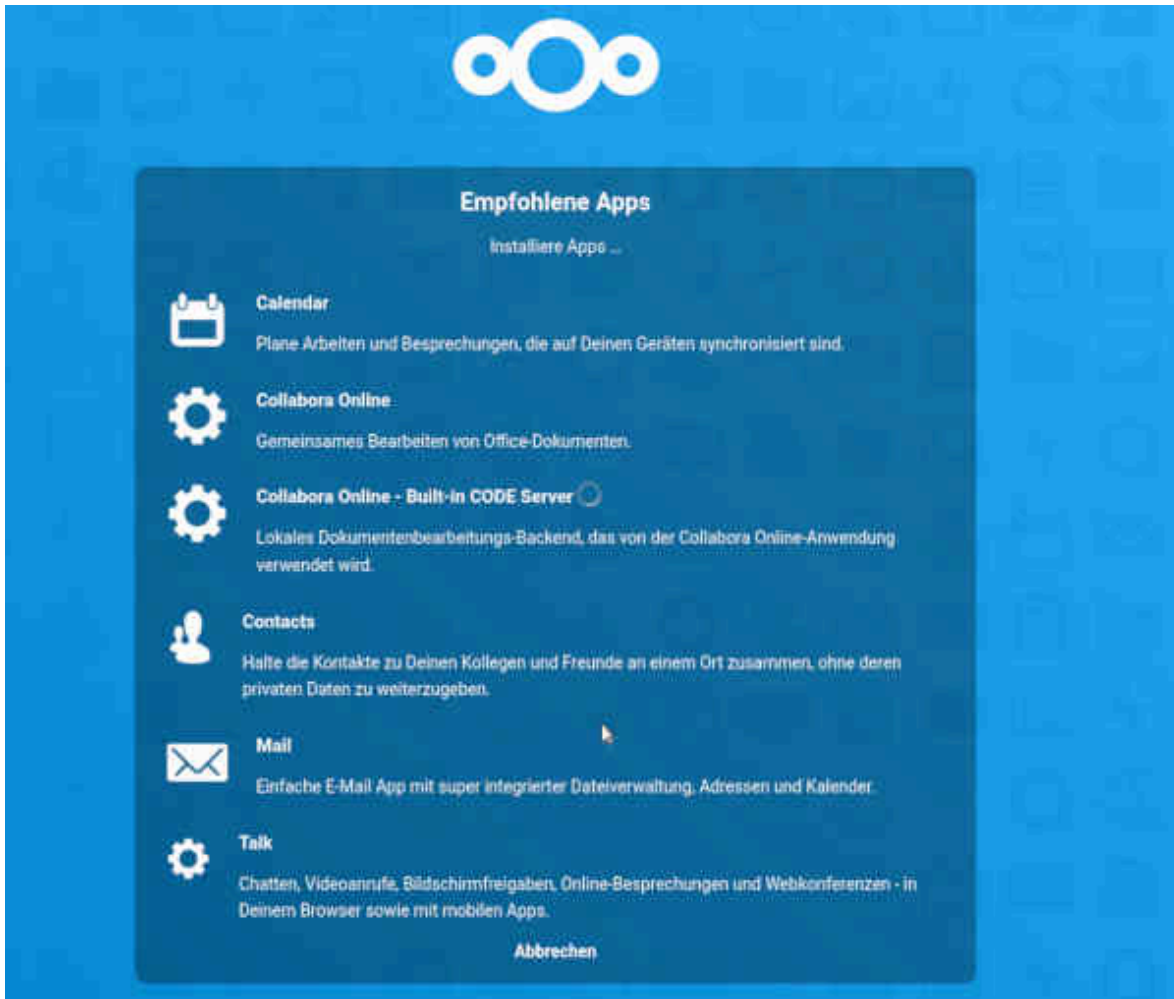 Empfohlene Apps
Installiere Apps ...
Calendar
Plane Arbeiten und Besprechungen, die auf Deinen Geräten synchronisiert sind.
Collabora Online
Gemeinsames Bearbeiten von Office-Dokumenten.
Collabora Online - Built-in CODE Server
Lokales Dokumentenbearbeitungs-Backend, das von der Collabora Online-Anwendung
verwendet wird.
Contacts
Halte die Kontakte zu Deinen Kollegen und Freunde an einem Ort zusammen, ohne deren
privaten Daten zu weiterzugeben.
Mail
Einfache E-Mail App mit super integrierter Dateiverwaltung, Adressen und Kalender.
Talk
Chatten, Videoanrufe, Bildschirmfreigaben, Online-Besprechungen und Webkonferenzen - in
Deinem Browser sowie mit mobilen Apps.
Abbrechen